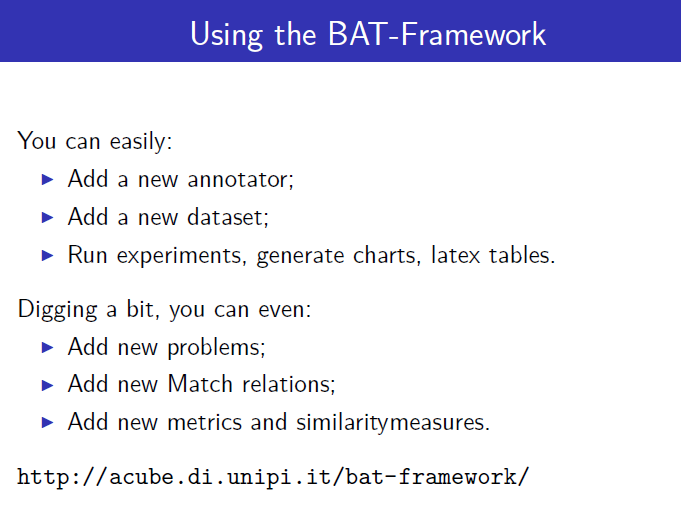 Using the BAT-Framework
You can easily:
Add a new annotator;
Add a new dataset;
Run experiments, generate charts, latex tables.
Digging a bit, you can even:
Add new problems;
Add new Match relations;
Add new metrics and similaritymeasures.
http://acube.di.unipi.it/bat-framework/